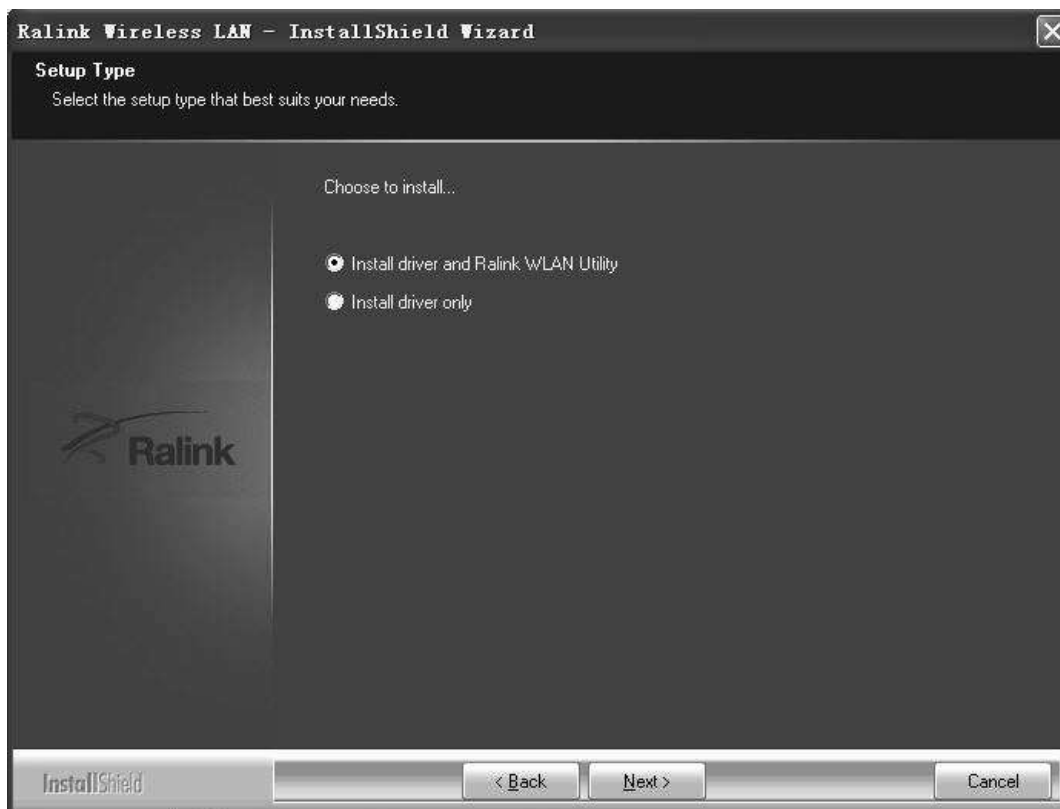 Ralink Wireless LAN - InstallShield Wizard
Setup Type
Select the setup type that best suits your needs.
Choose to install...
Install driver and Ralink WLAN Utility
Install driver only
Ralink
InstallShield
< Back
Next >
Cancel